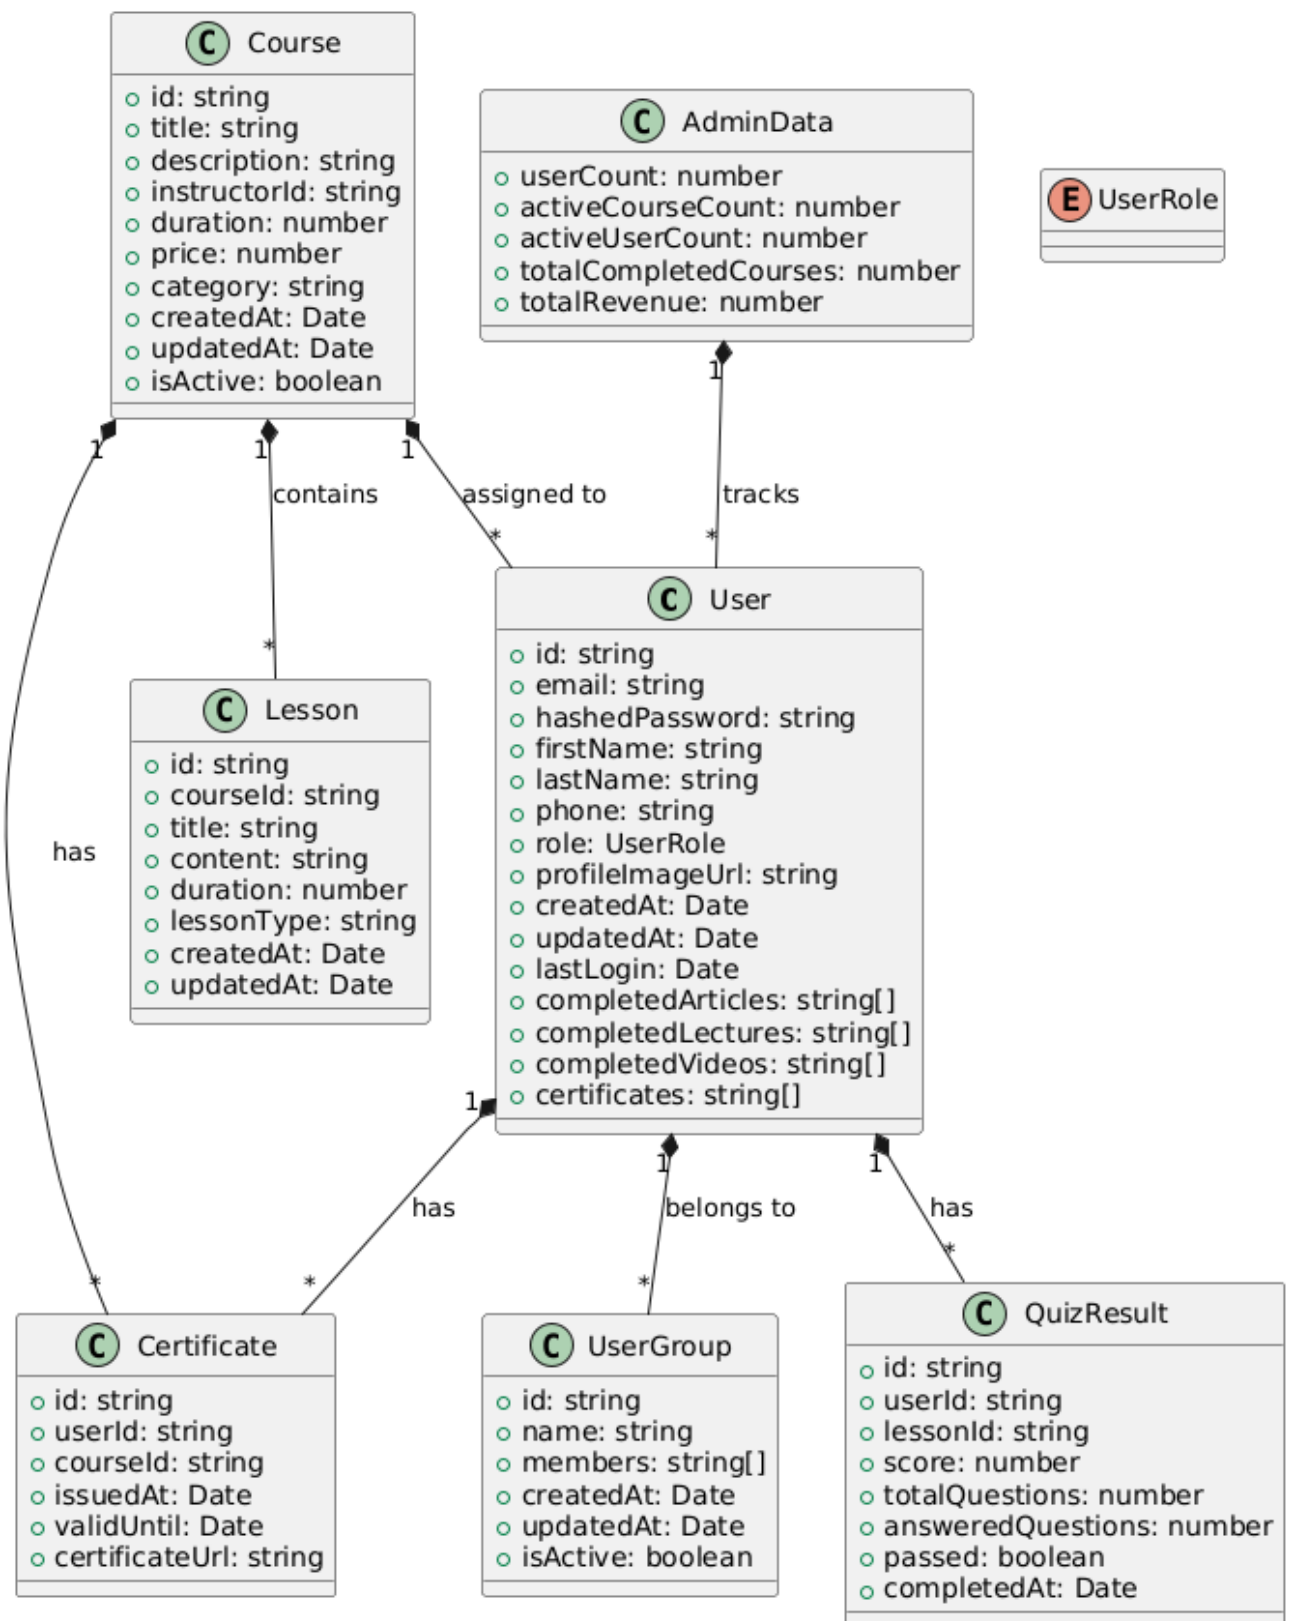 C Course
id: string
title: string
description: string
instructorId: string
duration: number
price: number
category: string
createdAt: Date
updatedAt: Date
isActive: boolean
C AdminData
userCount: number
activeCourseCount: number
activeUserCount: number
totalCompletedCourses: number
totalRevenue: number
E UserRole
1
1
1
1
contains
assigned to
tracks
*
*
*
has
C Lesson
id: string
courseId: string
title: string
content: string
duration: number
lessonType: string
createdAt: Date
updatedAt: Date
C User
id: string
email: string
hashedPassword: string
firstName: string
lastName: string
phone: string
role: UserRole
profileImageUrl: string
createdAt: Date
updatedAt: Date
lastLogin: Date
completedArticles: string[]
completedLectures: string[]
completedVideos: string[]
certificates: string[]
1
1
1
has
belongs to
has
*
*
*
*
C Certificate
id: string
userId: string
courseId: string
issuedAt: Date
validUntil: Date
certificateUrl: string
C UserGroup
id: string
name: string
members: string[]
createdAt: Date
updatedAt: Date
isActive: boolean
C QuizResult
id: string
userId: string
lessonId: string
score: number
totalQuestions: number
answeredQuestions: number
passed: boolean
completedAt: Date